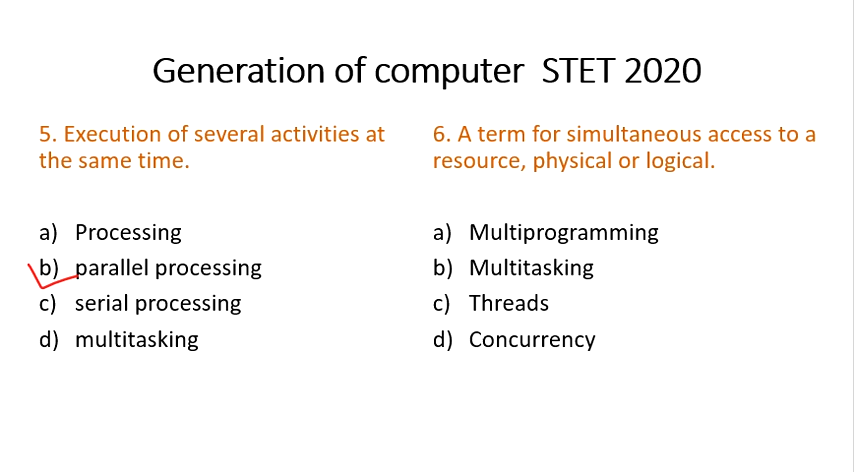 Generation of computer STET 2020
5. Execution of several activities at
the same time.
a) Processing
b) parallel processing
c) serial processing
d) multitasking
6. A term for simultaneous access to a
resource, physical or logical.
a) Multiprogramming
b) Multitasking
c) Threads
d) Concurrency